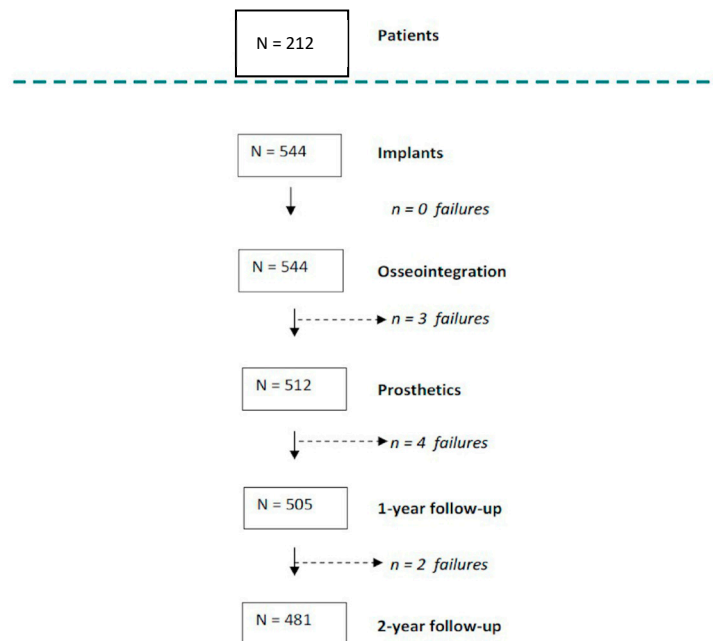 N = 212 Patients
N = 544 Implants
n = 0 failures
N = 544 Osseointegration
n = 3 failures
N = 512 Prosthetics
n = 4 failures
N = 505 1-year follow-up
n = 2 failures
N = 481 2-year follow-up